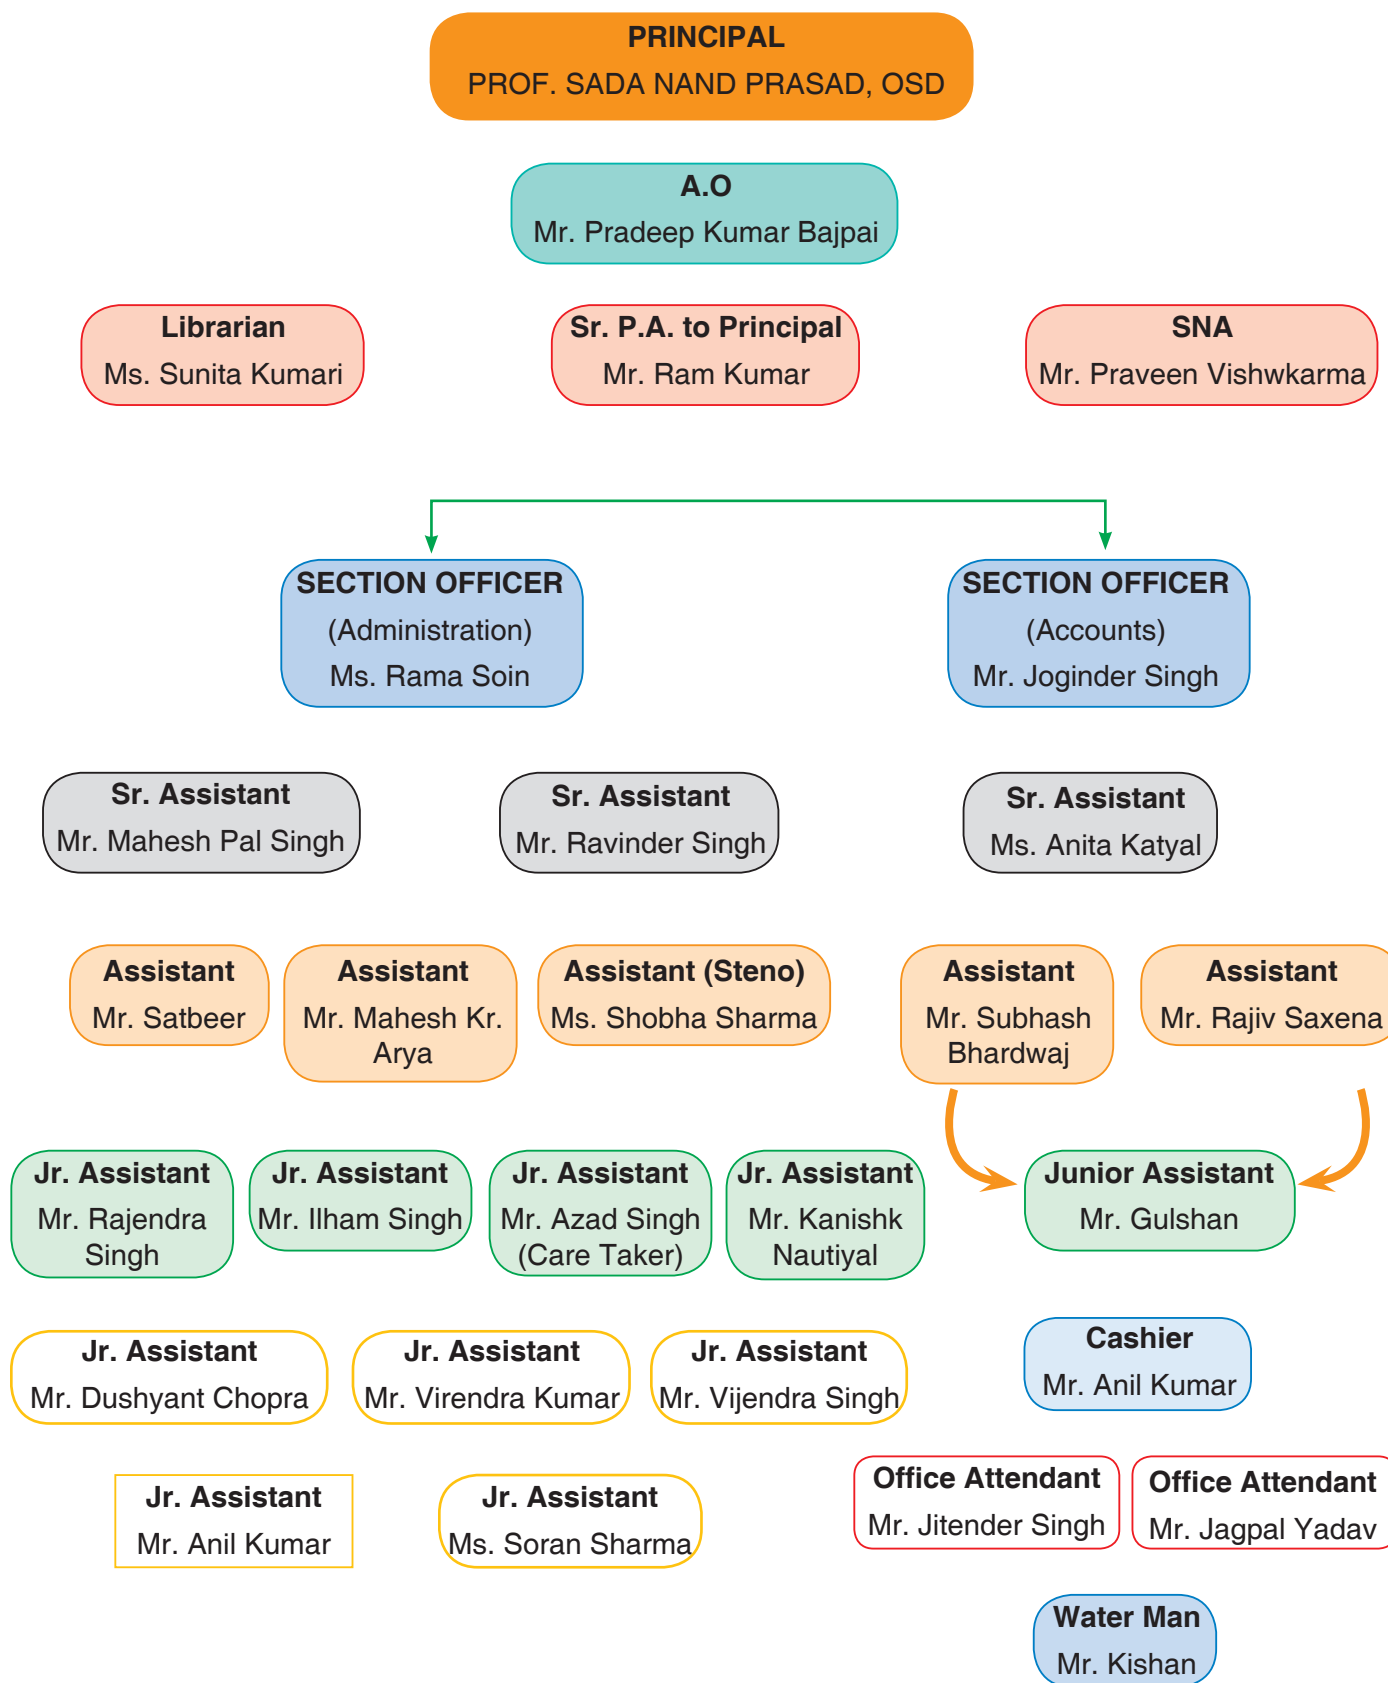 PRINCIPAL
PROF. SADA NAND PRASAD, OSD
A.O
Mr. Pradeep Kumar Bajpai
Librarian
Ms. Sunita Kumari
Sr. P.A. to Principal
Mr. Ram Kumar
SNA
Mr. Praveen Vishwkarma
SECTION OFFICER
(Administration)
Ms. Rama Soin
SECTION OFFICER
(Accounts)
Mr. Joginder Singh
Sr. Assistant
Mr. Mahesh Pal Singh
Sr. Assistant
Mr. Ravinder Singh
Sr. Assistant
Ms. Anita Katyal
Assistant
Mr. Satbeer
Assistant
Mr. Mahesh Kr.
Arya
Assistant (Steno)
Ms. Shobha Sharma
Assistant
Mr. Subhash
Bhardwaj
Assistant
Mr. Rajiv Saxena
Jr. Assistant
Mr. Rajendra
Singh
Jr. Assistant
Mr. Ilham Singh
Jr. Assistant
Mr. Azad Singh
(Care Taker)
Jr. Assistant
Mr. Kanishk
Nautiyal
Junior Assistant
Mr. Gulshan
Jr. Assistant
Mr. Dushyant Chopra
Jr. Assistant
Mr. Virendra Kumar
Jr. Assistant
Mr. Vijendra Singh
Cashier
Mr. Anil Kumar
Jr. Assistant
Mr. Anil Kumar
Jr. Assistant
Ms. Soran Sharma
Office Attendant
Mr. Jitender Singh
Office Attendant
Mr. Jagpal Yadav
Water Man
Mr. Kishan